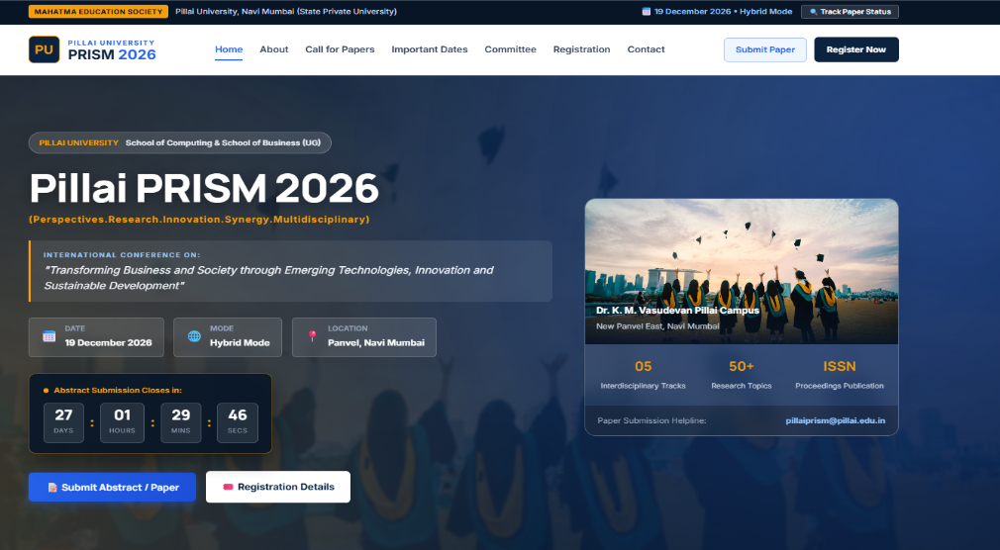 MAHATMA EDUCATION SOCIETY Pillai University, Navi Mumbai (State Private University) 19 December 2026 • Hybrid Mode Track Paper Status
PU PILLAI UNIVERSITY
PRISM 2026
Home About Call for Papers Important Dates Committee Registration Contact Submit Paper Register Now
PILLAI UNIVERSITY School of Computing & School of Business (UG)
Pillai PRISM 2026
(Perspectives.Research.Innovation.Synergy.Multidisciplinary)
INTERNATIONAL CONFERENCE ON:
"Transforming Business and Society through Emerging Technologies, Innovation and
Sustainable Development"
DATE
19 December 2026
MODE
Hybrid Mode
LOCATION
Panvel, Navi Mumbai
Abstract Submission Closes in:
27 : 01 : 29 : 46
DAYS HOURS MINS SECS
Submit Abstract / Paper Registration Details
Dr. K. M. Vasudevan Pillai Campus
New Panvel East, Navi Mumbai
05 50+ ISSN
Interdisciplinary Tracks Research Topics Proceedings Publication
Paper Submission Helpline: pillaiprism@pillai.edu.in